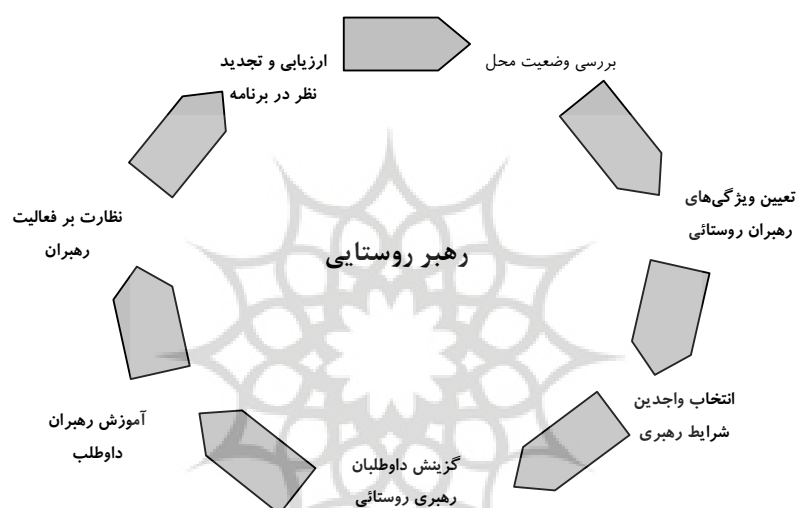 بررسی وضعیت محل
تعیین ویژگی‌های
رهبران روستائی
انتخاب واجدین
شرایط رهبری
گزینش داوطلبان
رهبری روستائی
آموزش رهبران
داوطلب
نظارت بر فعالیت
رهبران
ارزیابی و تجدید
نظر در برنامه
رهبر روستایی